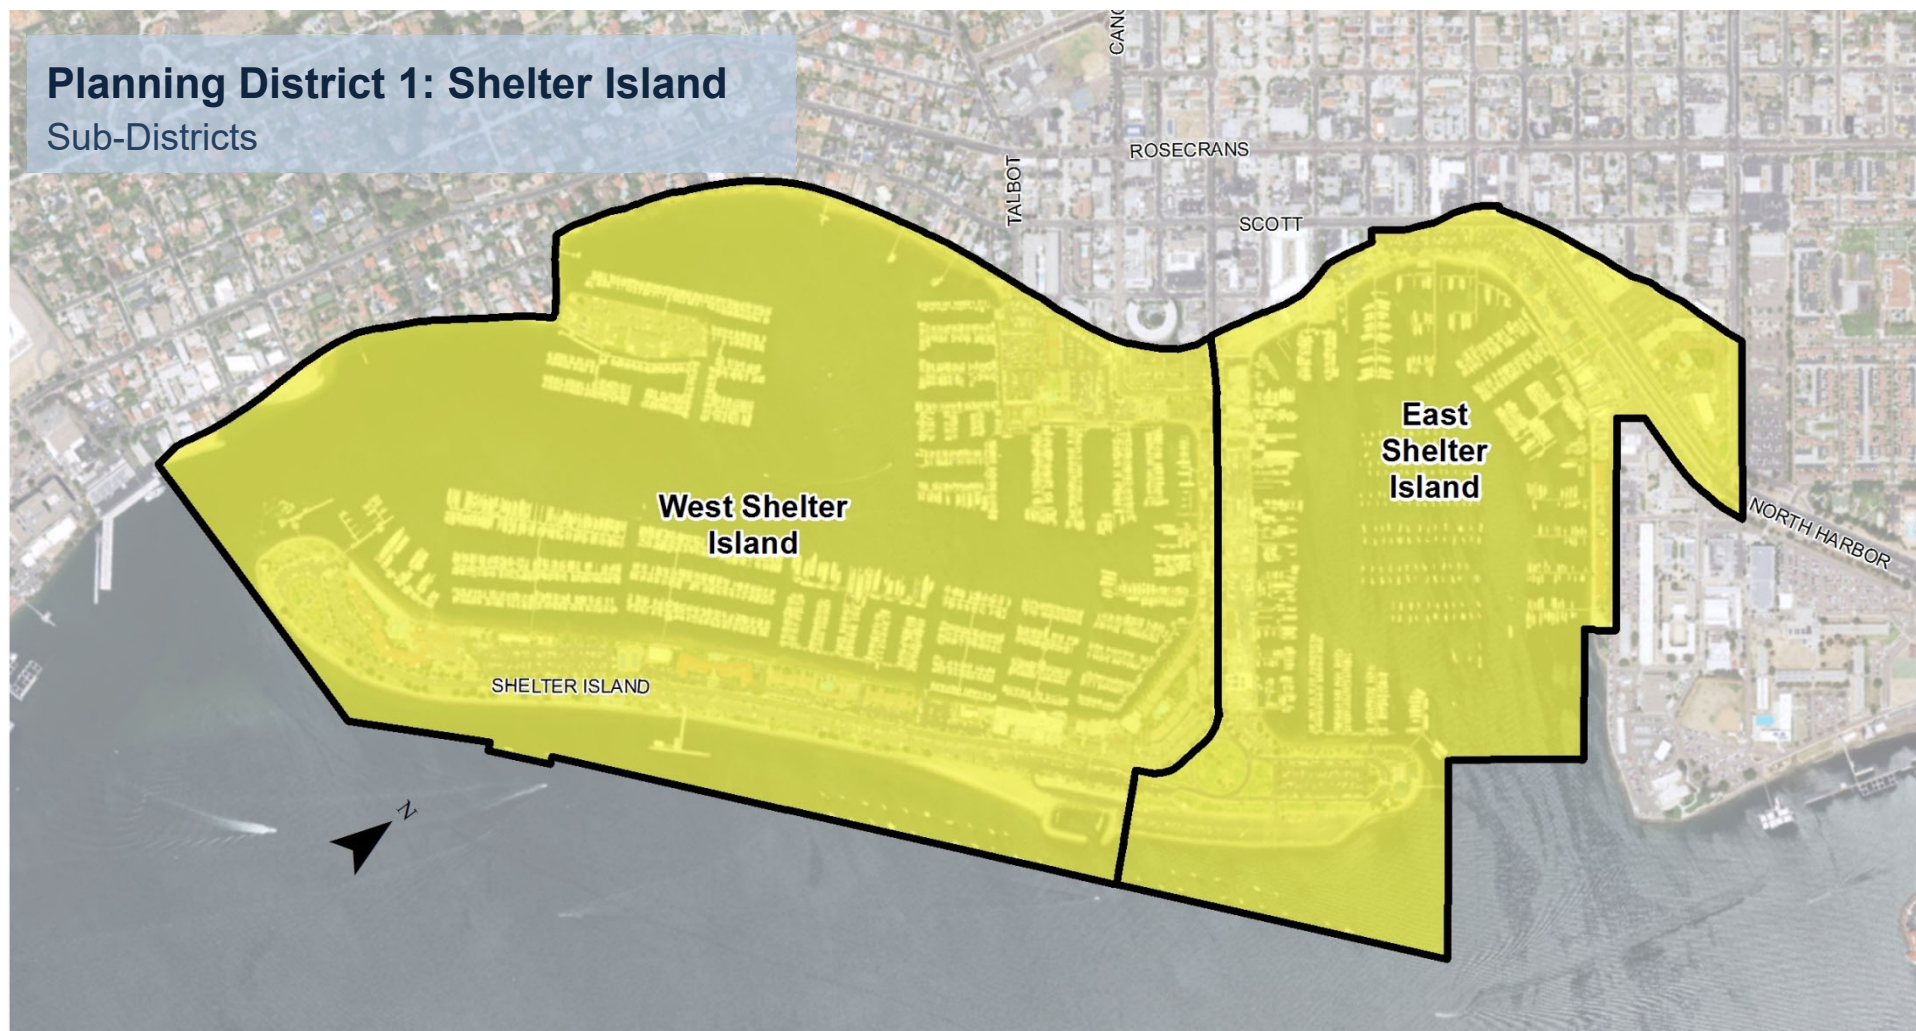 Planning District 1: Shelter Island
Sub-Districts
CANO
ROSECRANS
TALBOT
SCOTT
East
Shelter
Island
West Shelter
Island
NORTH HARBOR
SHELTER ISLAND
N